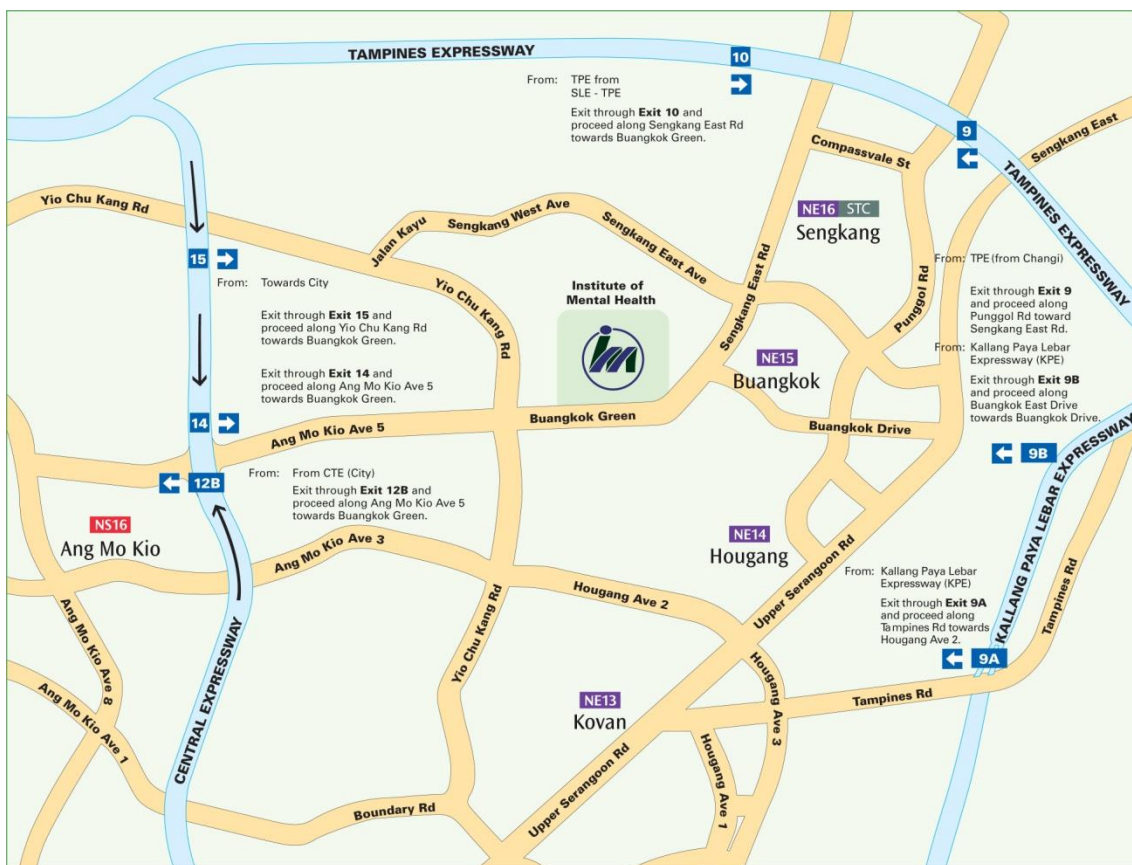 TAMPINES EXPRESSWAY
10
From: TPE from
SLE - TPE
Exit through Exit 10 and
proceed along Sengkang East Rd
towards Buangkok Green.
9
Sengkang East
Compassvale St
TAMPINES EXPRESSWAY
Yio Chu Kang Rd
Jalan Kayu
Sengkang West Ave
Sengkang East Ave
Sengkang East Rd
NE16 STC
Sengkang
Punggol Rd
15
From: Towards City
Exit through Exit 15 and
proceed along Yio Chu Kang Rd
towards Buangkok Green.
Exit through Exit 14 and
proceed along Ang Mo Kio Ave 5
towards Buangkok Green.
Yio Chu Kang Rd
Institute of
Mental Health
From: TPE (from Changi)
Exit through Exit 9
and proceed along
Punggol Rd toward
Sengkang East Rd.
From: Kallang Paya Lebar
Expressway (KPE)
Exit through Exit 9B
and proceed along
Buangkok East Drive
towards Buangkok Drive.
NE15
Buangkok
14
Ang Mo Kio Ave 5
Buangkok Green
Buangkok Drive
9B
KALLANG PAYA LEBAR EXPRESSWAY
12B
From: From CTE (City)
Exit through Exit 12B and
proceed along Ang Mo Kio Ave 5
towards Buangkok Green.
NS16
Ang Mo Kio
Ang Mo Kio Ave 3
NE14
Hougang
Upper Serangoon Rd
Hougang Ave 2
From: Kallang Paya Lebar
Expressway (KPE)
Exit through Exit 9A
and proceed along
Tampines Rd towards
Hougang Ave 2.
9A
Tampines Rd
Ang Mo Kio Ave 8
Yio Chu Kang Rd
Ang Mo Kio Ave 1
CENTRAL EXPRESSWAY
NE13
Kovan
Hougang Ave 3
Tampines Rd
Hougang Ave 1
Upper Serangoon Rd
Boundary Rd